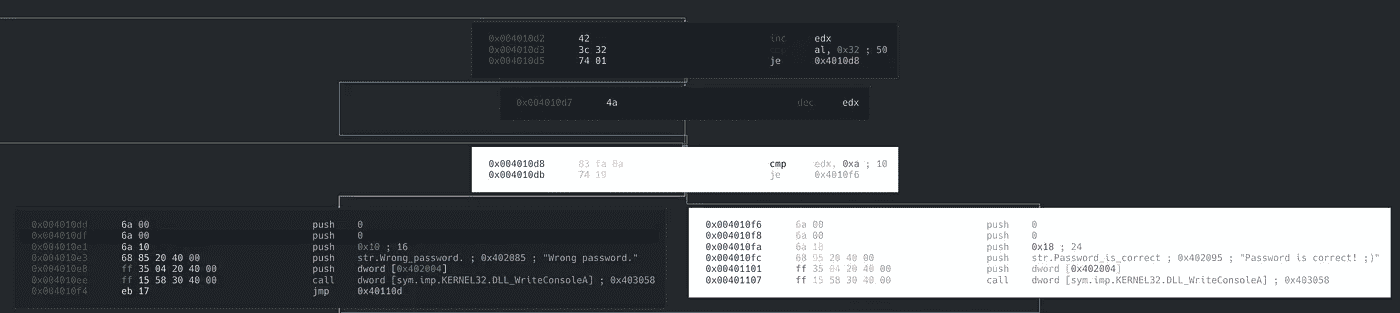 0x004010d2 42 inc edx
0x004010d3 3c 32 al, 0x32 ; 50
0x004010d5 74 01 je 0x4010d8
0x004010d7 4a dec edx
0x004010d8 83 fa 0a cmp edx, 0xa ; 10
0x004010db 74 19 je 0x4010f6
0x004010dd 6a 00 push 0
0x004010df 6a 00 push 0
0x004010e1 6a 10 push 0x10 ; 16
0x004010e3 68 85 20 40 00 push str.Wrong_password. ; 0x402085 ; "Wrong password."
0x004010e8 ff 35 04 20 40 00 push dword [0x402004]
0x004010ee ff 15 58 30 40 00 call dword [sym.imp.KERNEL32.DLL_WriteConsoleA] ; 0x403058
0x004010f4 eb 17 jmp 0x40110d
0x004010f6 6a 00 push 0
0x004010f8 6a 00 push 0
0x004010fa 6a 18 push 0x18 ; 24
0x004010fc 68 95 20 40 00 push str.Password_is_correct ; 0x402095 ; "Password is correct! ;)"
0x00401101 ff 35 04 20 40 00 push dword [0x402004]
0x00401107 ff 15 58 30 40 00 call dword [sym.imp.KERNEL32.DLL_WriteConsoleA] ; 0x403058